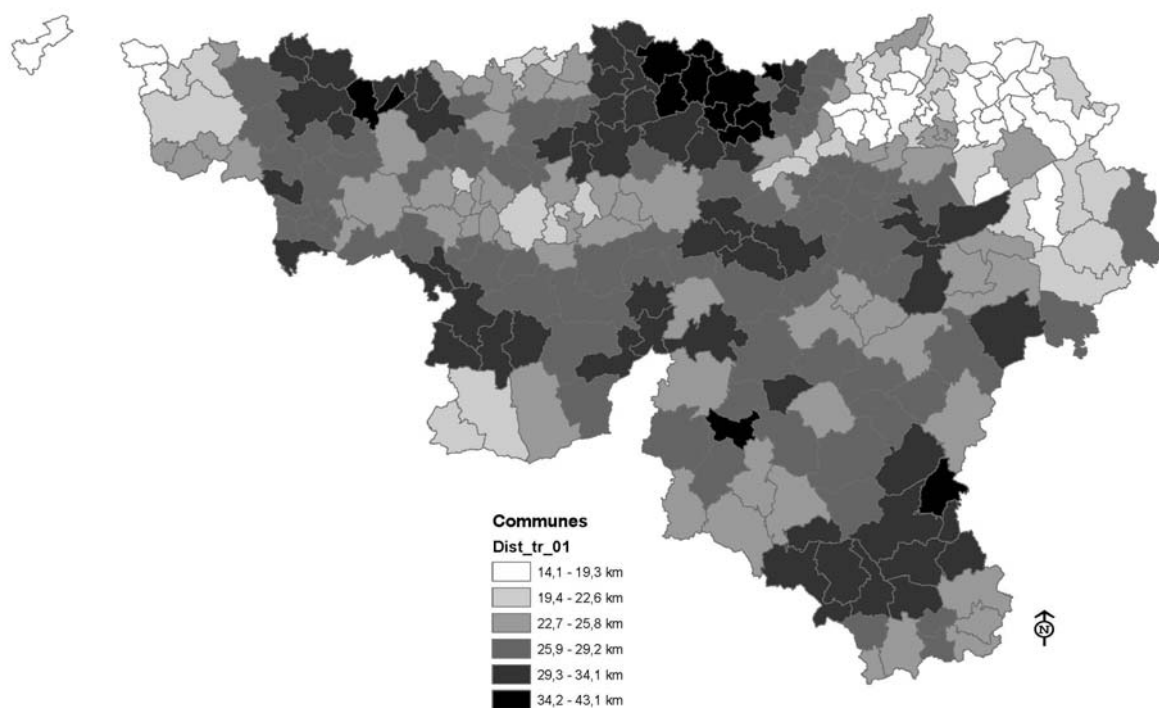 Communes
Dist_tr_01
14,1 - 19,3 km
19,4 - 22,6 km
22,7 - 25,8 km
25,9 - 29,2 km
29,3 - 34,1 km
34,2 - 43,1 km
N